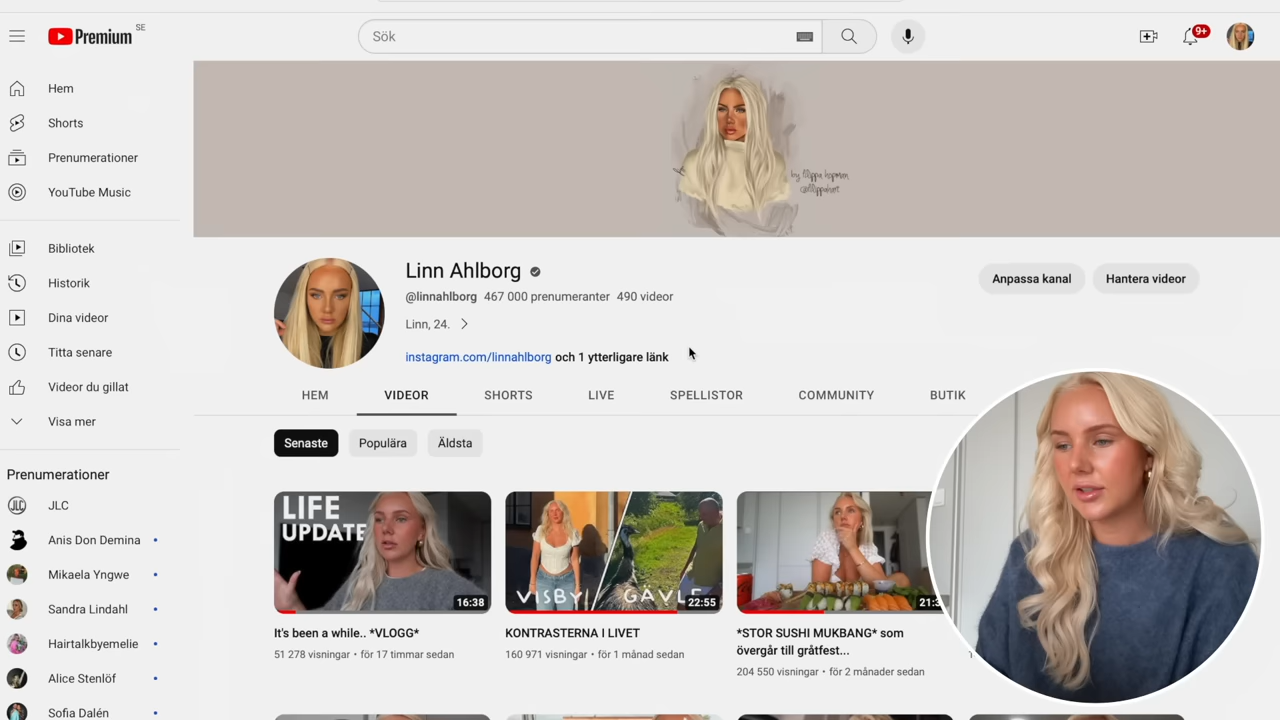 Premium SE
Sök
9+
Hem
Shorts
Prenumerationer
YouTube Music
Bibliotek
Historik
Dina videor
Titta senare
Videor du gillat
Visa mer
Prenumerationer
JLC
JLC
Anis Don Demina
Mikaela Yngwe
Sandra Lindahl
Hairtalkbyemelie
Alice Stenlöf
Sofia Dalén
Linn Ahlborg
@linnahlborg 467 000 prenumeranter 490 videor
Linn, 24.
instagram.com/linnahlborg och 1 ytterligare länk
Anpassa kanal
Hantera videor
HEM VIDEOR SHORTS LIVE SPELLISTOR COMMUNITY BUTIK
Senaste Populära Äldsta
LIFE
UPDATE
16:38
It's been a while.. *VLOGG*
51 278 visningar • för 17 timmar sedan
VISBY GAVLE
22:55
KONTRASTERNA I LIVET
160 971 visningar • för 1 månad sedan
*STOR SUSHI MUKBANG* som
övergår till gråtfest...
204 550 visningar • för 2 månader sedan